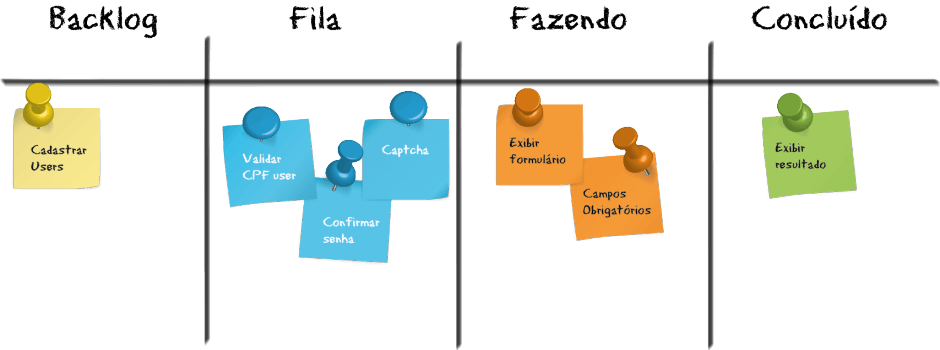 Backlog
Fila
Fazendo
Concluído
Cadastrar
Users
Validar
CPF user
Confirmar
senha
Captcha
Exibir
formulário
Campos
Obrigatórios
Exibir
resultado